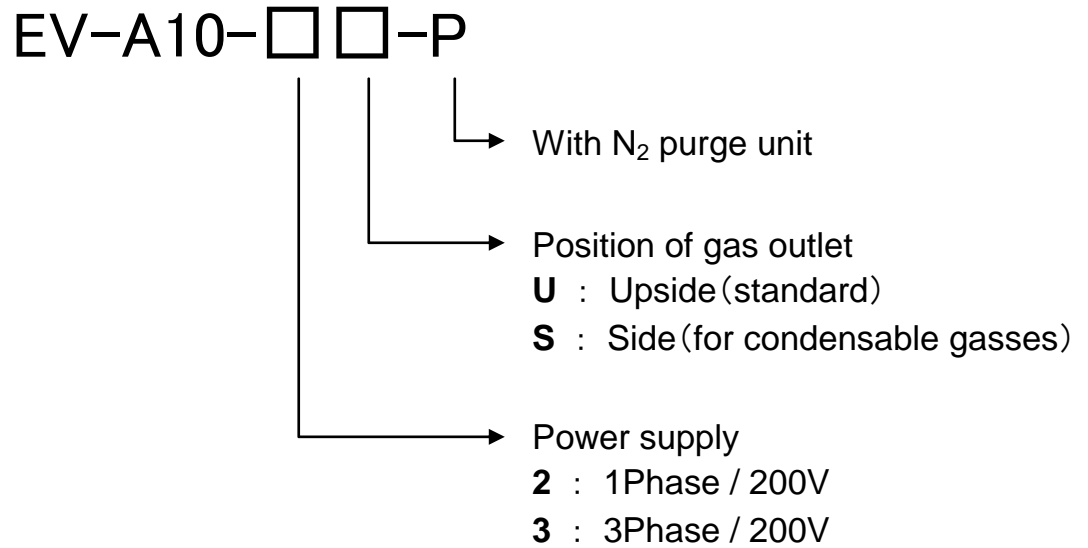 EV-A10-□ □-P
With N₂ purge unit
Position of gas outlet
U : Upside(standard)
S : Side(for condensable gasses)
Power supply
2 : 1Phase / 200V
3 : 3Phase / 200V